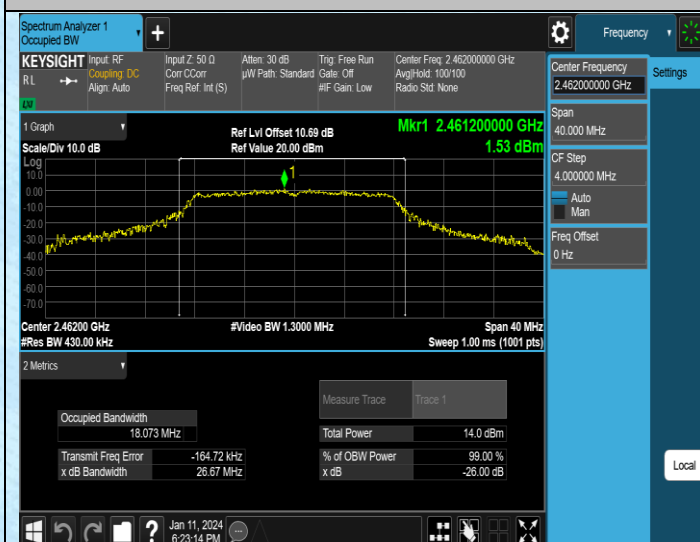 Spectrum Analyzer 1
Occupied BW
Frequency
KEYSIGHT
RL
Input: RF
Coupling: DC
Align: Auto
Input Z: 50 Ω
Corr CCorr
Freq Ref: Int (S)
Atten: 30 dB
µW Path: Standard
Trig: Free Run
Gate: Off
#IF Gain: Low
Center Freq: 2.462000000 GHz
Avg|Hold: 100/100
Radio Std: None
Center Frequency
2.462000000 GHz
Settings
Span
40.000 MHz
CF Step
4.000000 MHz
Auto
Man
Freq Offset
0 Hz
1 Graph
Scale/Div 10.0 dB
Ref Lvl Offset 10.69 dB
Ref Value 20.00 dBm
Mkr1 2.461200000 GHz
1.53 dBm
Log
10.0
0.00
-10.0
-20.0
-30.0
-40.0
-50.0
-60.0
-70.0
1
Center 2.46200 GHz
#Video BW 1.3000 MHz
Span 40 MHz
#Res BW 430.00 kHz
Sweep 1.00 ms (1001 pts)
2 Metrics
Measure Trace
Trace 1
Occupied Bandwidth
18.073 MHz
Total Power
14.0 dBm
Transmit Freq Error
-164.72 kHz
% of OBW Power
99.00 %
x dB Bandwidth
26.67 MHz
x dB
-26.00 dB
Local
?
Jan 11, 2024
6:23:14 PM